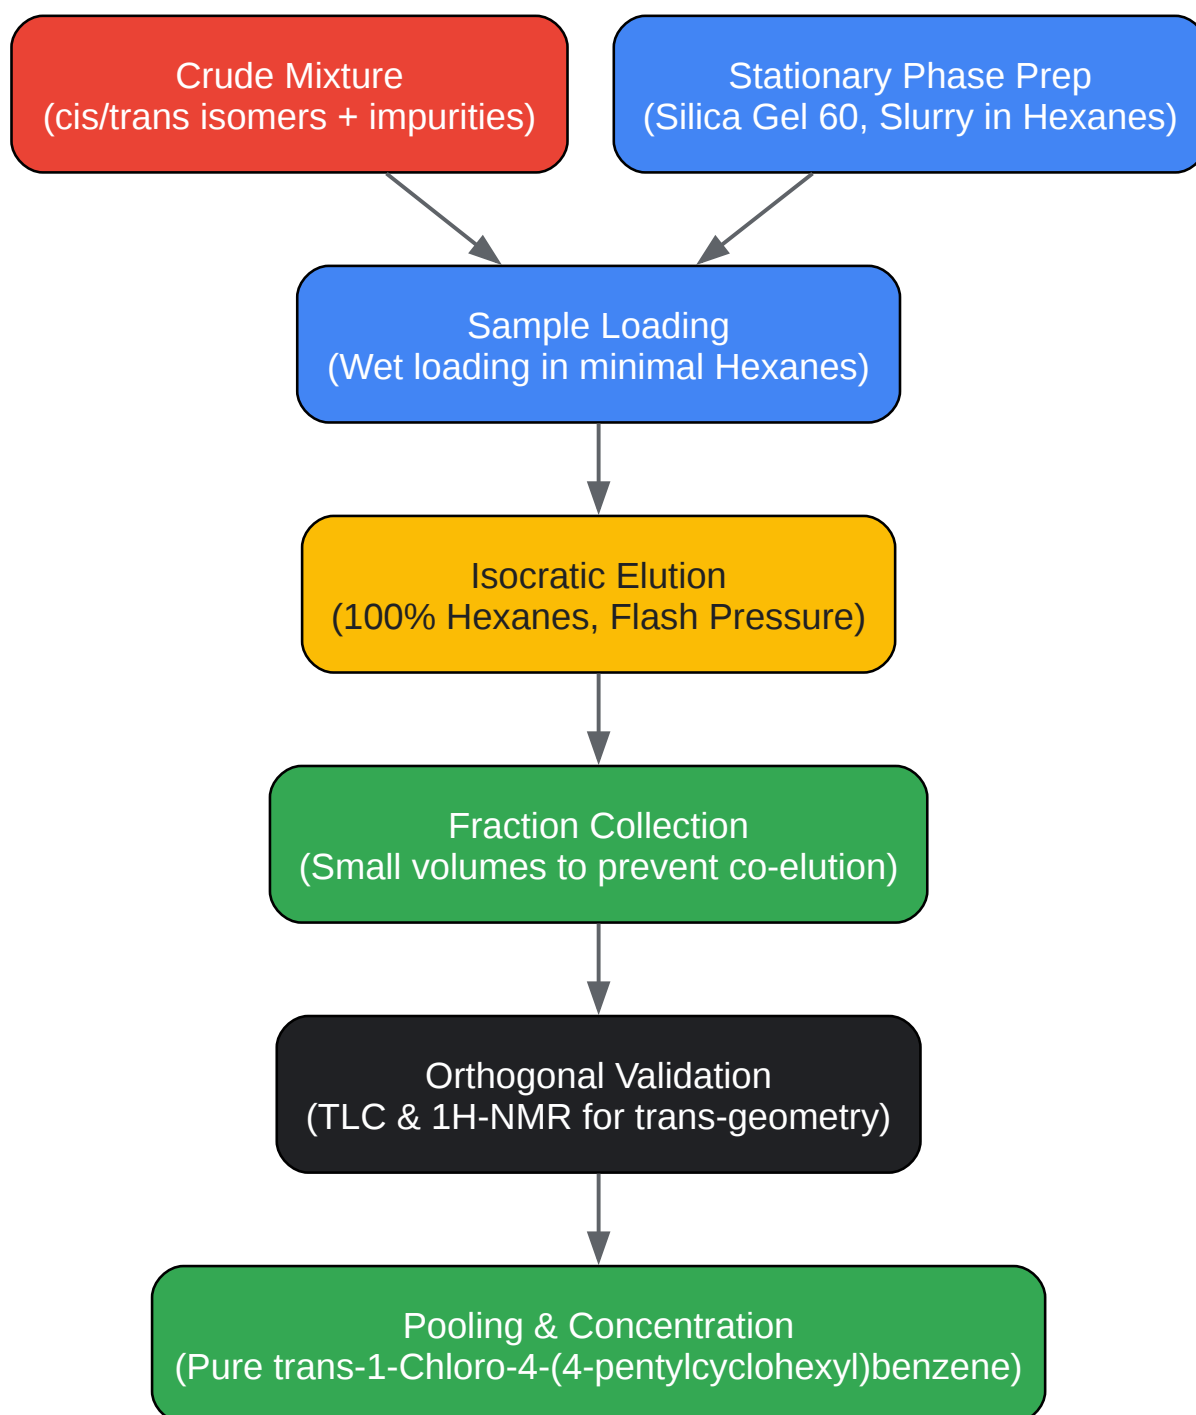 Crude Mixture
(cis/trans isomers + impurities)
Stationary Phase Prep
(Silica Gel 60, Slurry in Hexanes)
Sample Loading
(Wet loading in minimal Hexanes)
Isocratic Elution
(100% Hexanes, Flash Pressure)
Fraction Collection
(Small volumes to prevent co-elution)
Orthogonal Validation
(TLC & 1H-NMR for trans-geometry)
Pooling & Concentration
(Pure trans-1-Chloro-4-(4-pentylcyclohexyl)benzene)